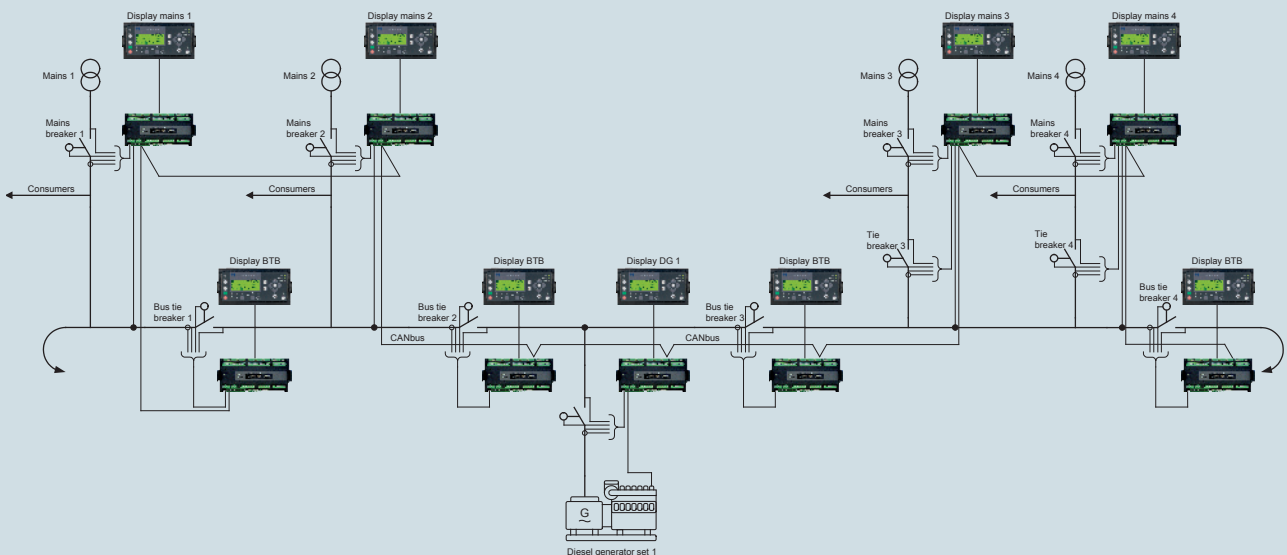 Display mains 1
Display mains 2
Display mains 3
Display mains 4
Mains 1
Mains 2
Mains 3
Mains 4
Mains
breaker 1
Mains
breaker 2
Mains
breaker 3
Mains
breaker 4
Consumers
Consumers
Consumers
Consumers
Tie
breaker 3
Tie
breaker 4
Display BTB
Display BTB
Display DG 1
Display BTB
Display BTB
Bus tie
breaker 1
Bus tie
breaker 2
Bus tie
breaker 3
Bus tie
breaker 4
CANbus
CANbus
G
~
Diesel generator set 1